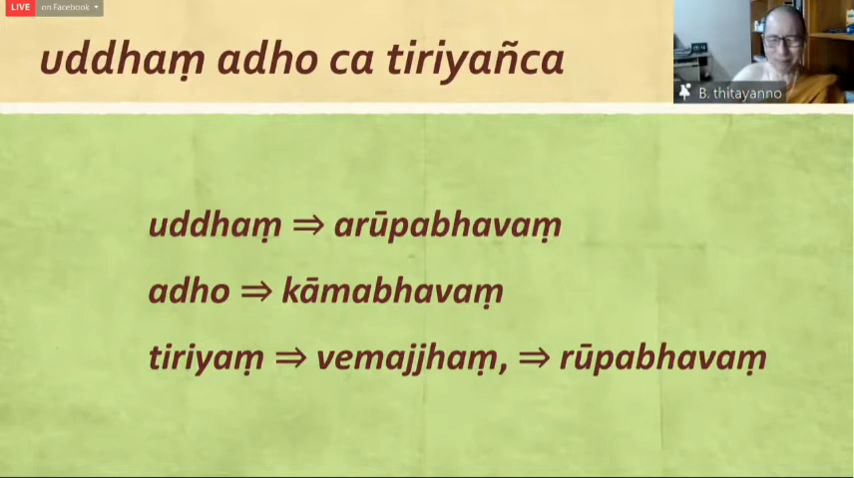 LIVE on Facebook
uddhaṃ adho ca tiriyañca
B. thitayanno
uddhaṃ ⇒ arūpabhavaṃ
adho ⇒ kāmabhavaṃ
tiriyaṃ ⇒ vemajjhaṃ, ⇒ rūpabhavaṃ